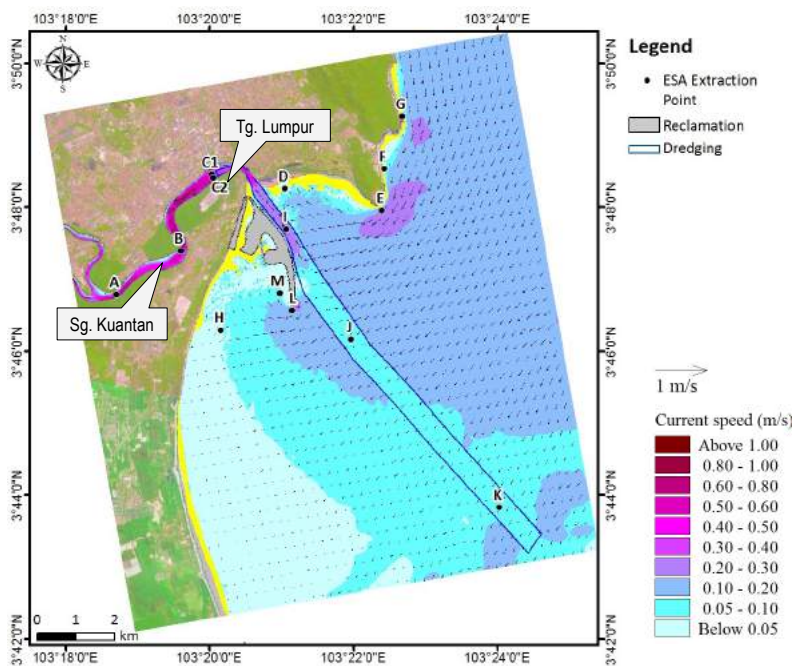 103°18'0"E 103°20'0"E 103°22'0"E 103°24'0"E
3°50'0"N
3°48'0"N
3°46'0"N
3°44'0"N
3°42'0"N
N
W E
S
Tg. Lumpur
Sg. Kuantan
G
F
E
D
C1
C2
I
B
A
M
L
H
J
K
0 1 2
km
103°18'0"E 103°20'0"E 103°22'0"E 103°24'0"E
3°50'0"N
3°48'0"N
3°46'0"N
3°44'0"N
3°42'0"N
Legend
ESA Extraction
Point
Reclamation
Dredging
1 m/s
Current speed (m/s)
Above 1.00
0.80 - 1.00
0.60 - 0.80
0.50 - 0.60
0.40 - 0.50
0.30 - 0.40
0.20 - 0.30
0.10 - 0.20
0.05 - 0.10
Below 0.05